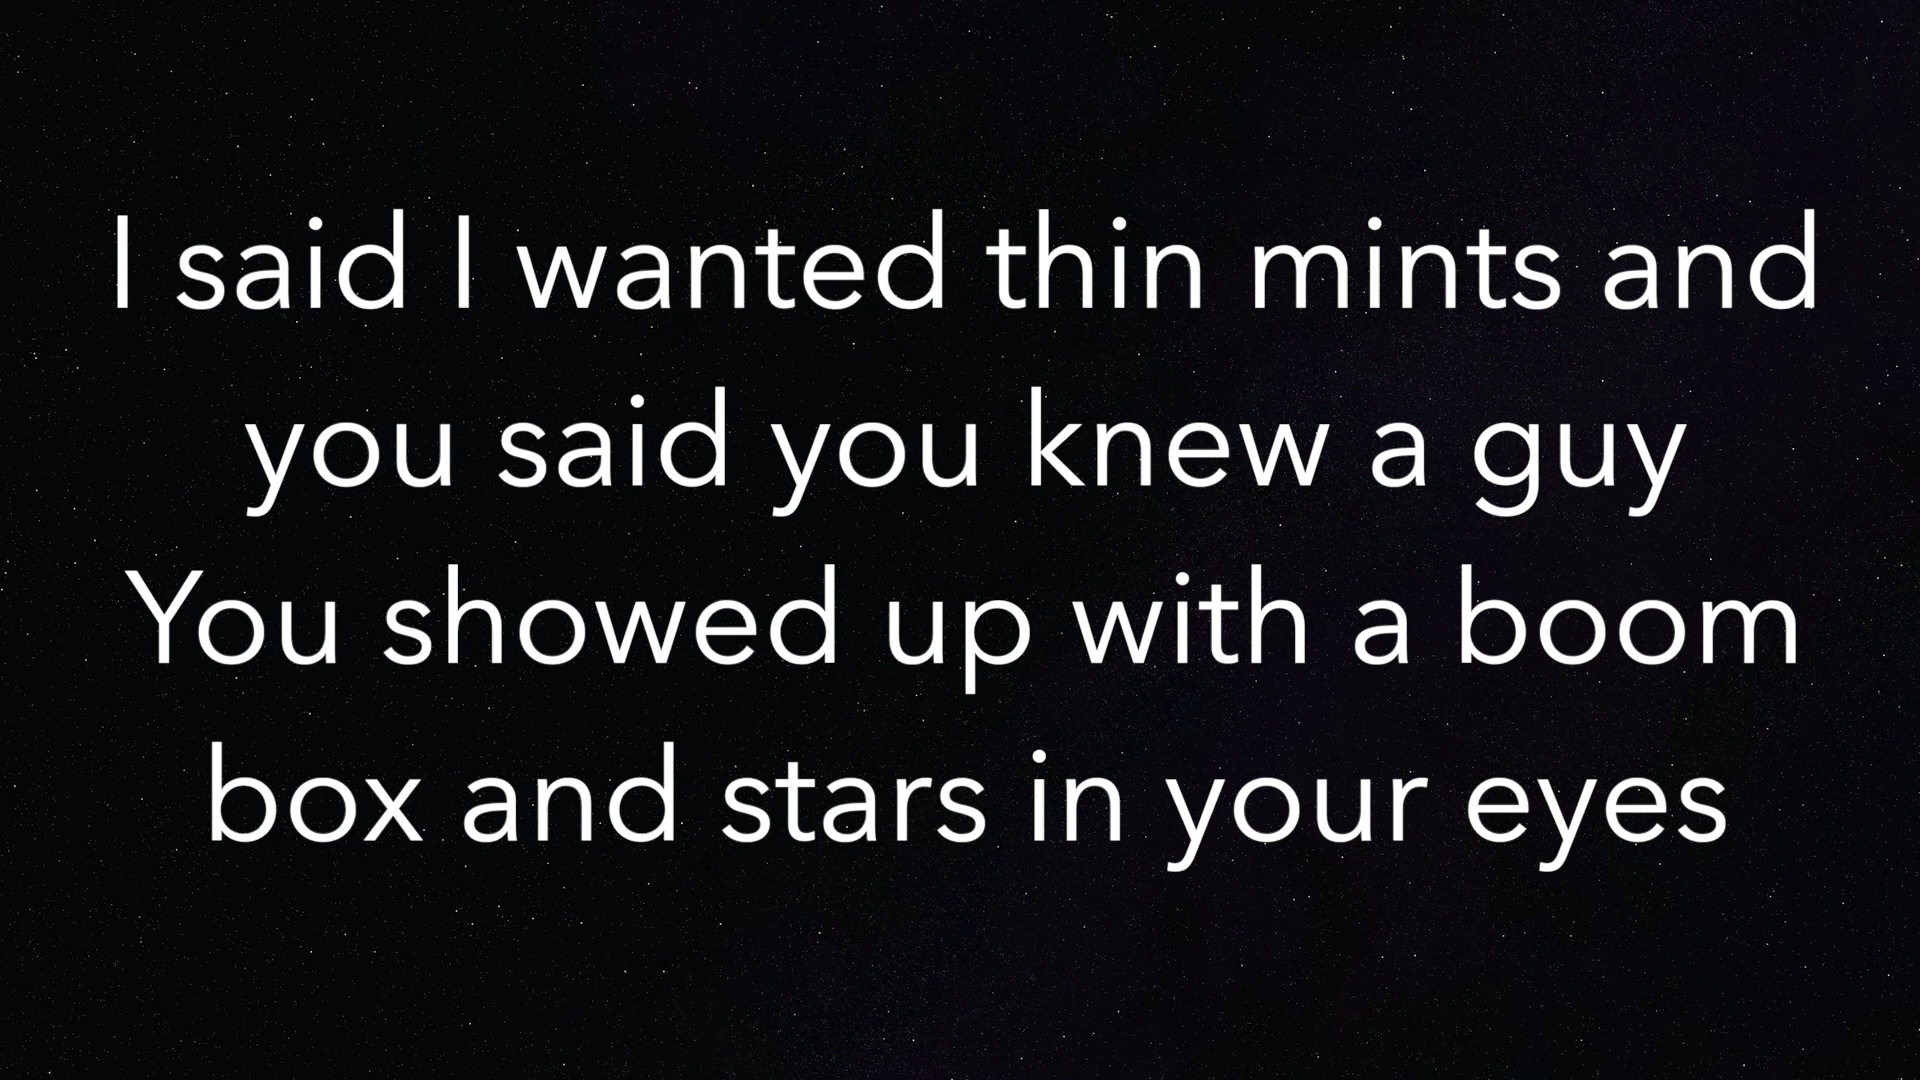 I said I wanted thin mints and
you said you knew a guy
You showed up with a boom
box and stars in your eyes